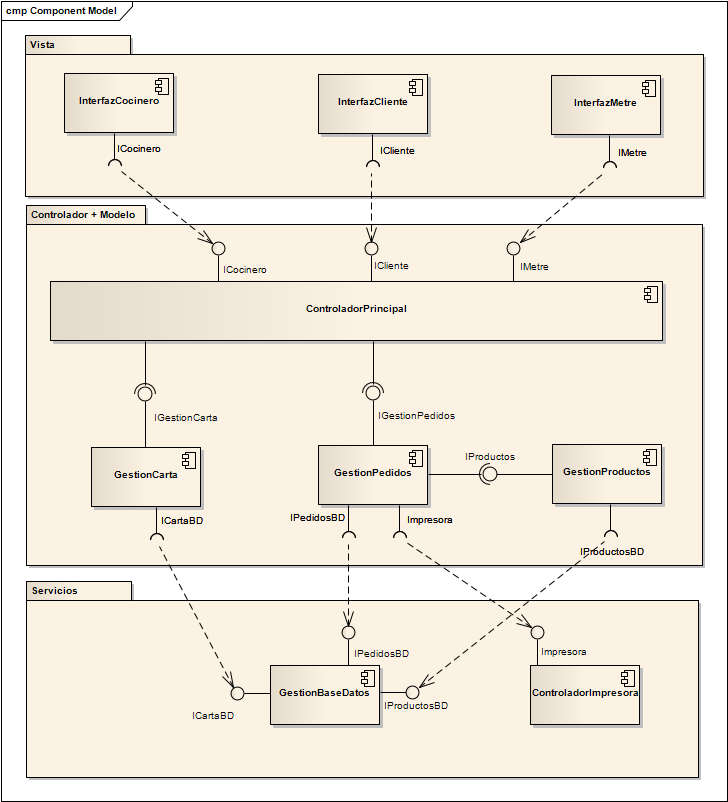 cmp Component Model
Vista
InterfazCocinero
InterfazCliente
InterfazMetre
ICocinero
ICliente
IMetre
Controlador + Modelo
ICocinero
ICliente
IMetre
ControladorPrincipal
IGestionCarta
IGestionPedidos
GestionCarta
GestionPedidos
IProductos
GestionProductos
ICartaBD
IPedidosBD
Impresora
IProductosBD
Servicios
IPedidosBD
Impresora
GestionBaseDatos
ControladorImpresora
ICartaBD
IProductosBD